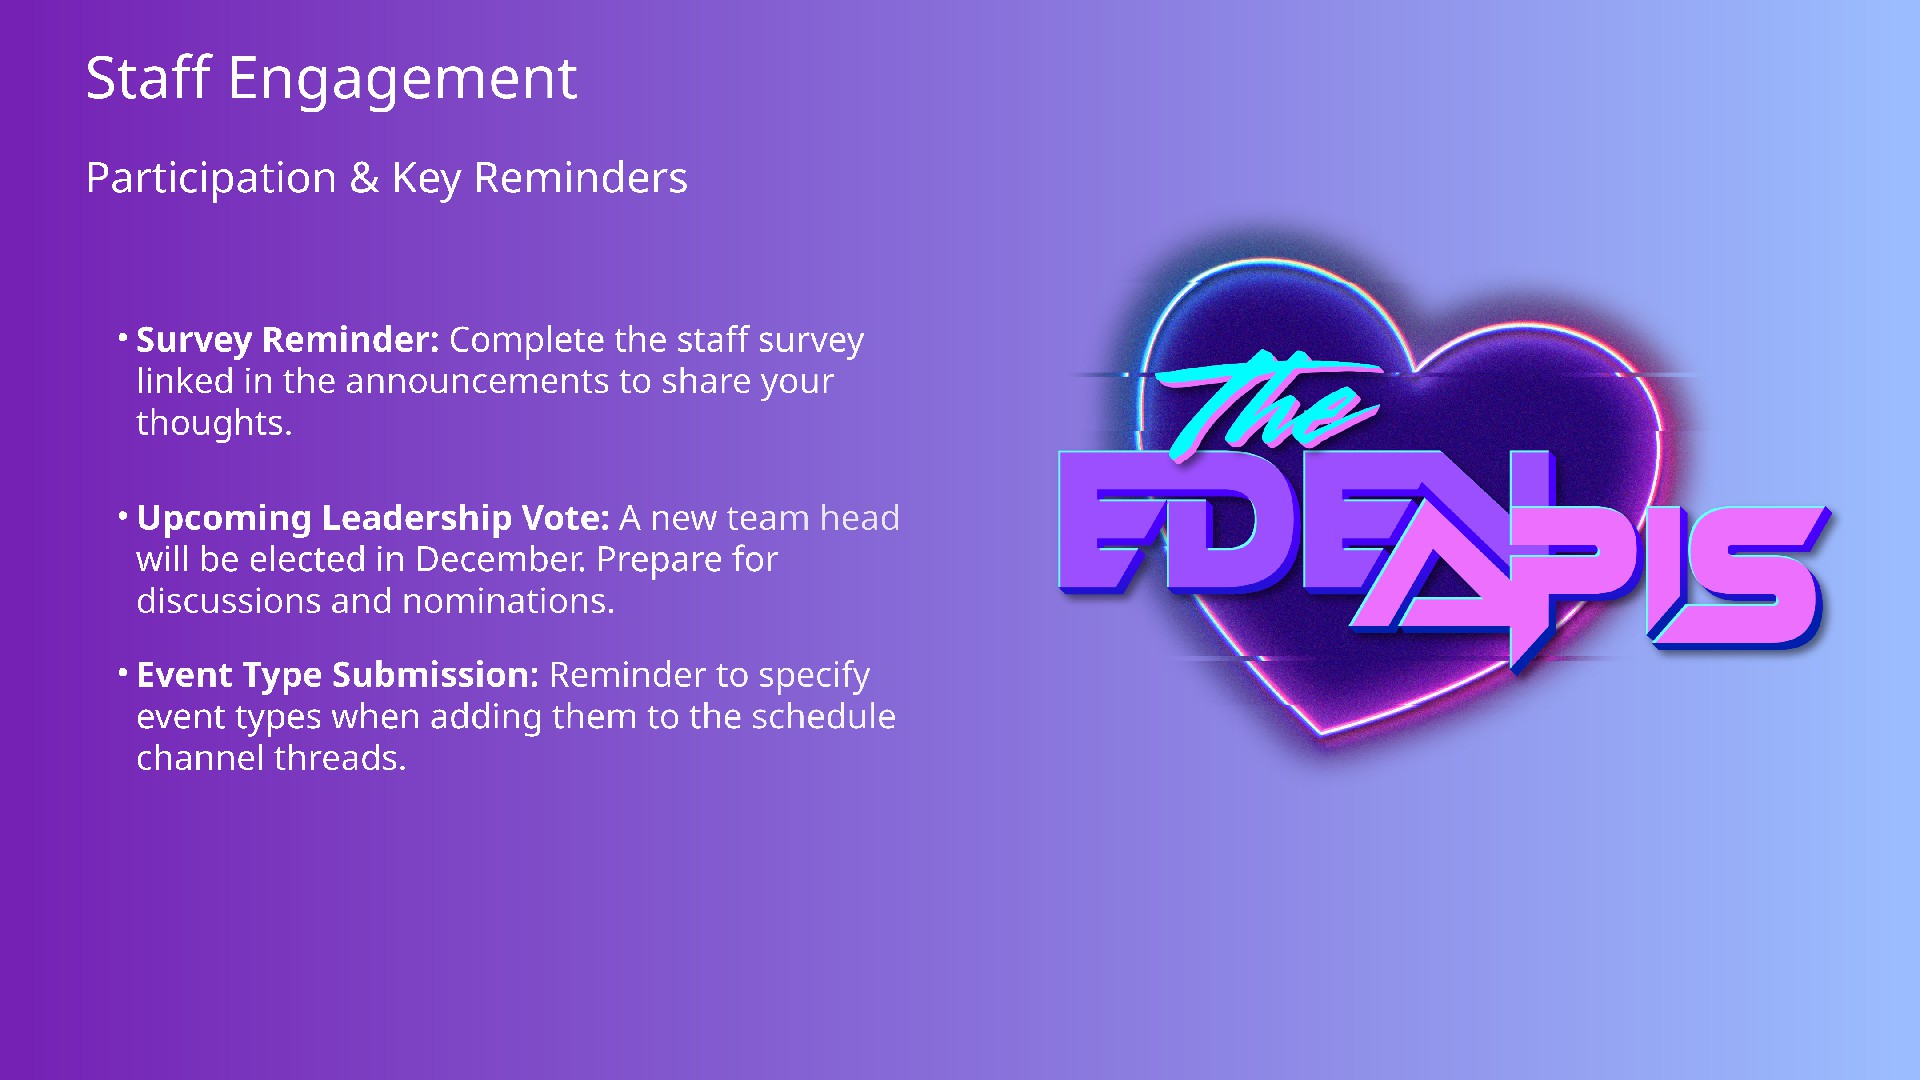 Staff Engagement
Participation & Key Reminders
• Survey Reminder: Complete the staff survey
linked in the announcements to share your
thoughts.
• Upcoming Leadership Vote: A new team head
will be elected in December. Prepare for
discussions and nominations.
• Event Type Submission: Reminder to specify
event types when adding them to the schedule
channel threads.
The
EDEN
APIS